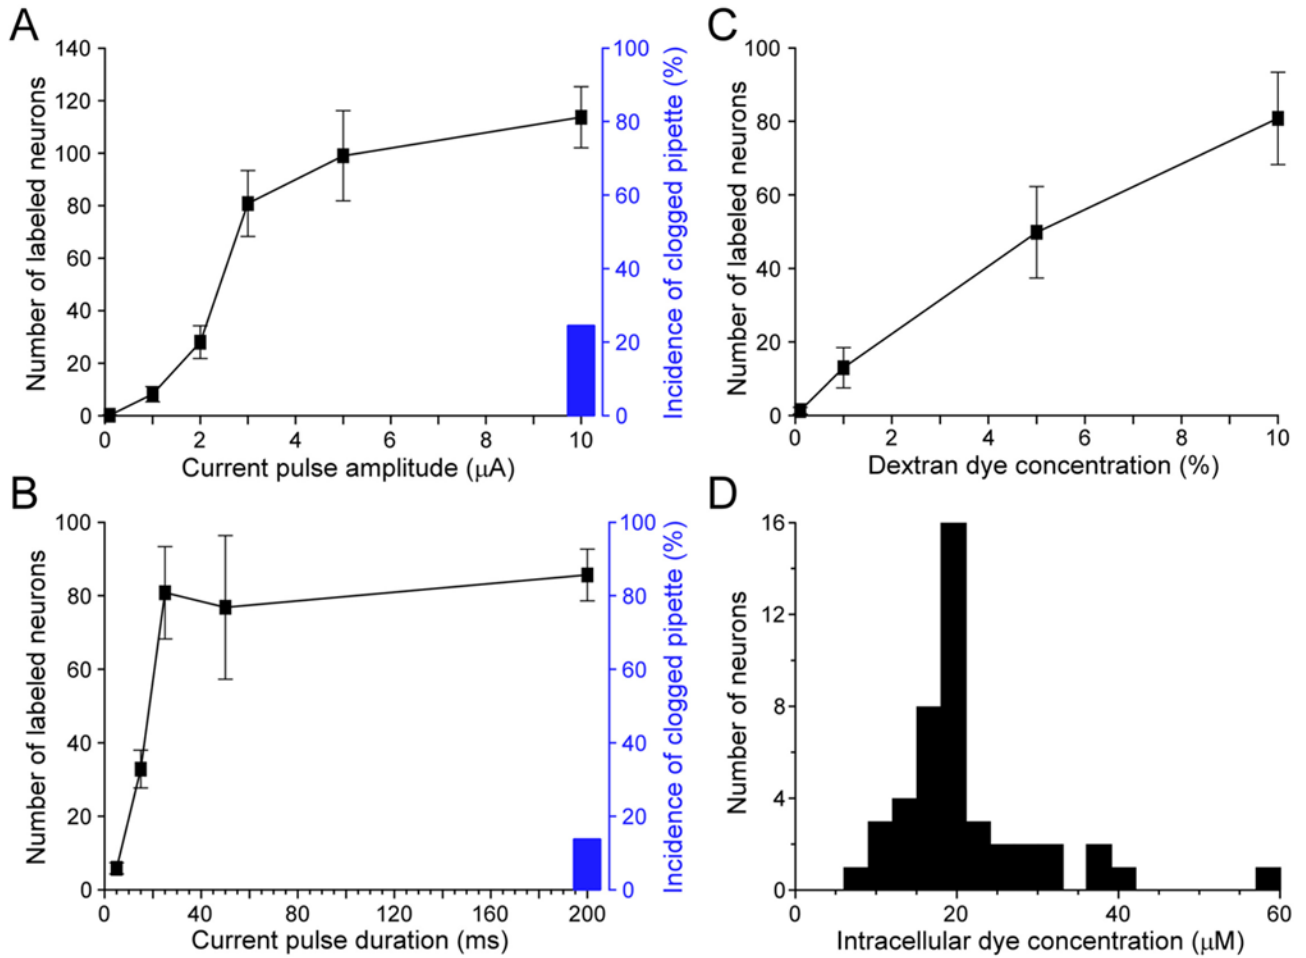 A
140
120
100
80
60
40
20
0
Number of labeled neurons
0 2 4 6 8 10
Current pulse amplitude (μA)
100
80
60
40
20
0
Incidence of clogged pipette (%)
C
100
80
60
40
20
0
Number of labeled neurons
0 2 4 6 8 10
Dextran dye concentration (%)
B
100
80
60
40
20
0
Number of labeled neurons
0 40 80 120 160 200
Current pulse duration (ms)
100
80
60
40
20
0
Incidence of clogged pipette (%)
D
16
12
8
4
0
Number of neurons
0 20 40 60
Intracellular dye concentration (μM)